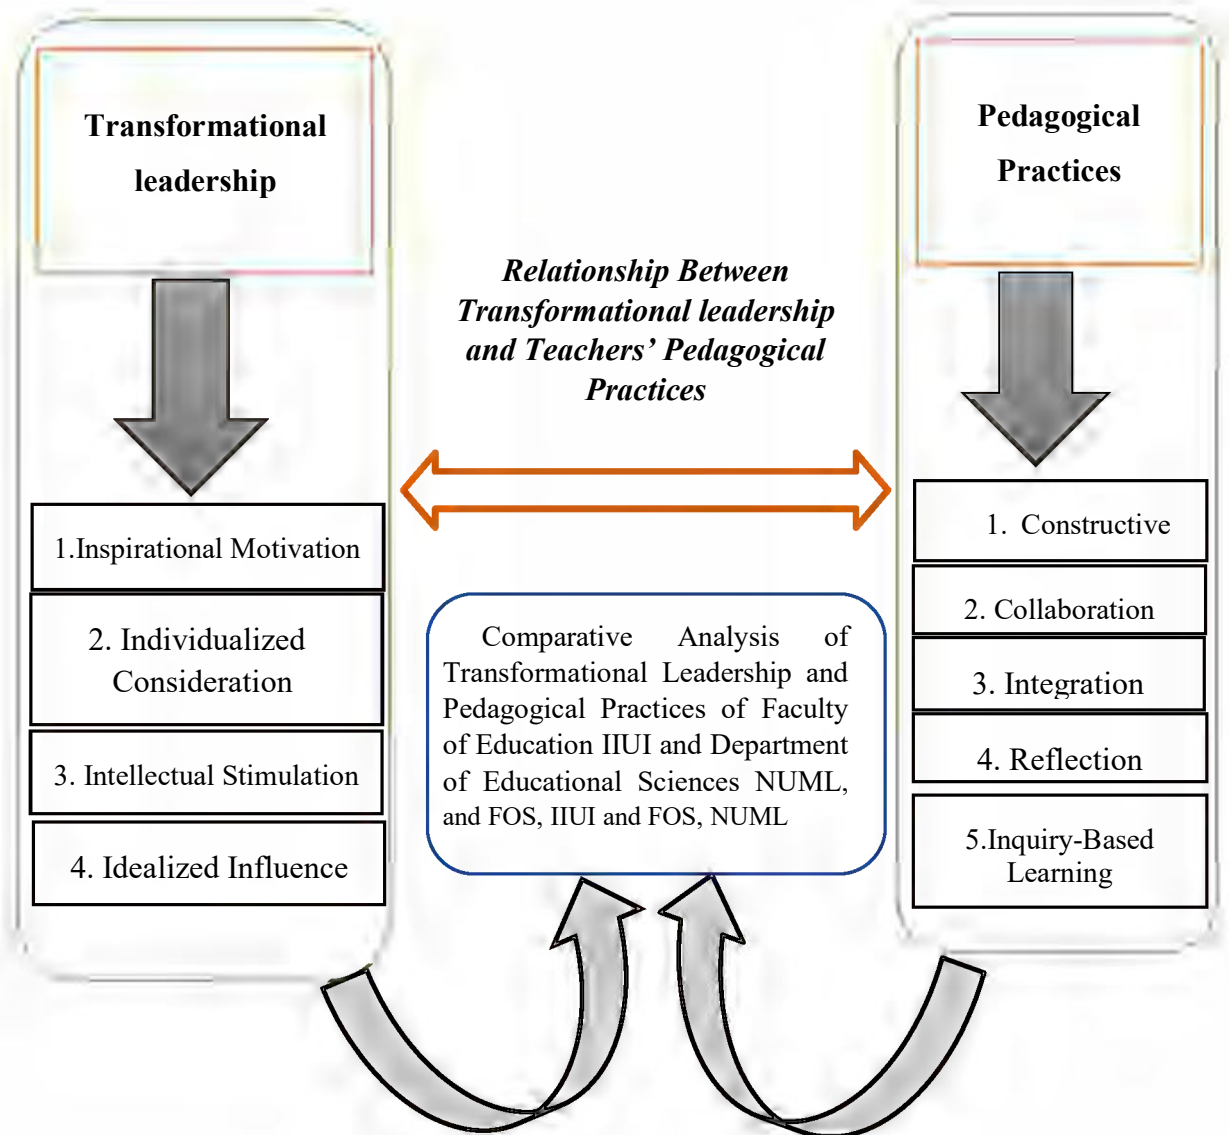 Transformational
leadership
1.Inspirational Motivation
2. Individualized
Consideration
3. Intellectual Stimulation
4. Idealized Influence
Relationship Between
Transformational leadership
and Teachers’ Pedagogical
Practices
Comparative Analysis of
Transformational Leadership and
Pedagogical Practices of Faculty
of Education IIUI and Department
of Educational Sciences NUML,
and FOS, IIUI and FOS, NUML
Pedagogical
Practices
1. Constructive
2. Collaboration
3. Integration
4. Reflection
5.Inquiry-Based
Learning